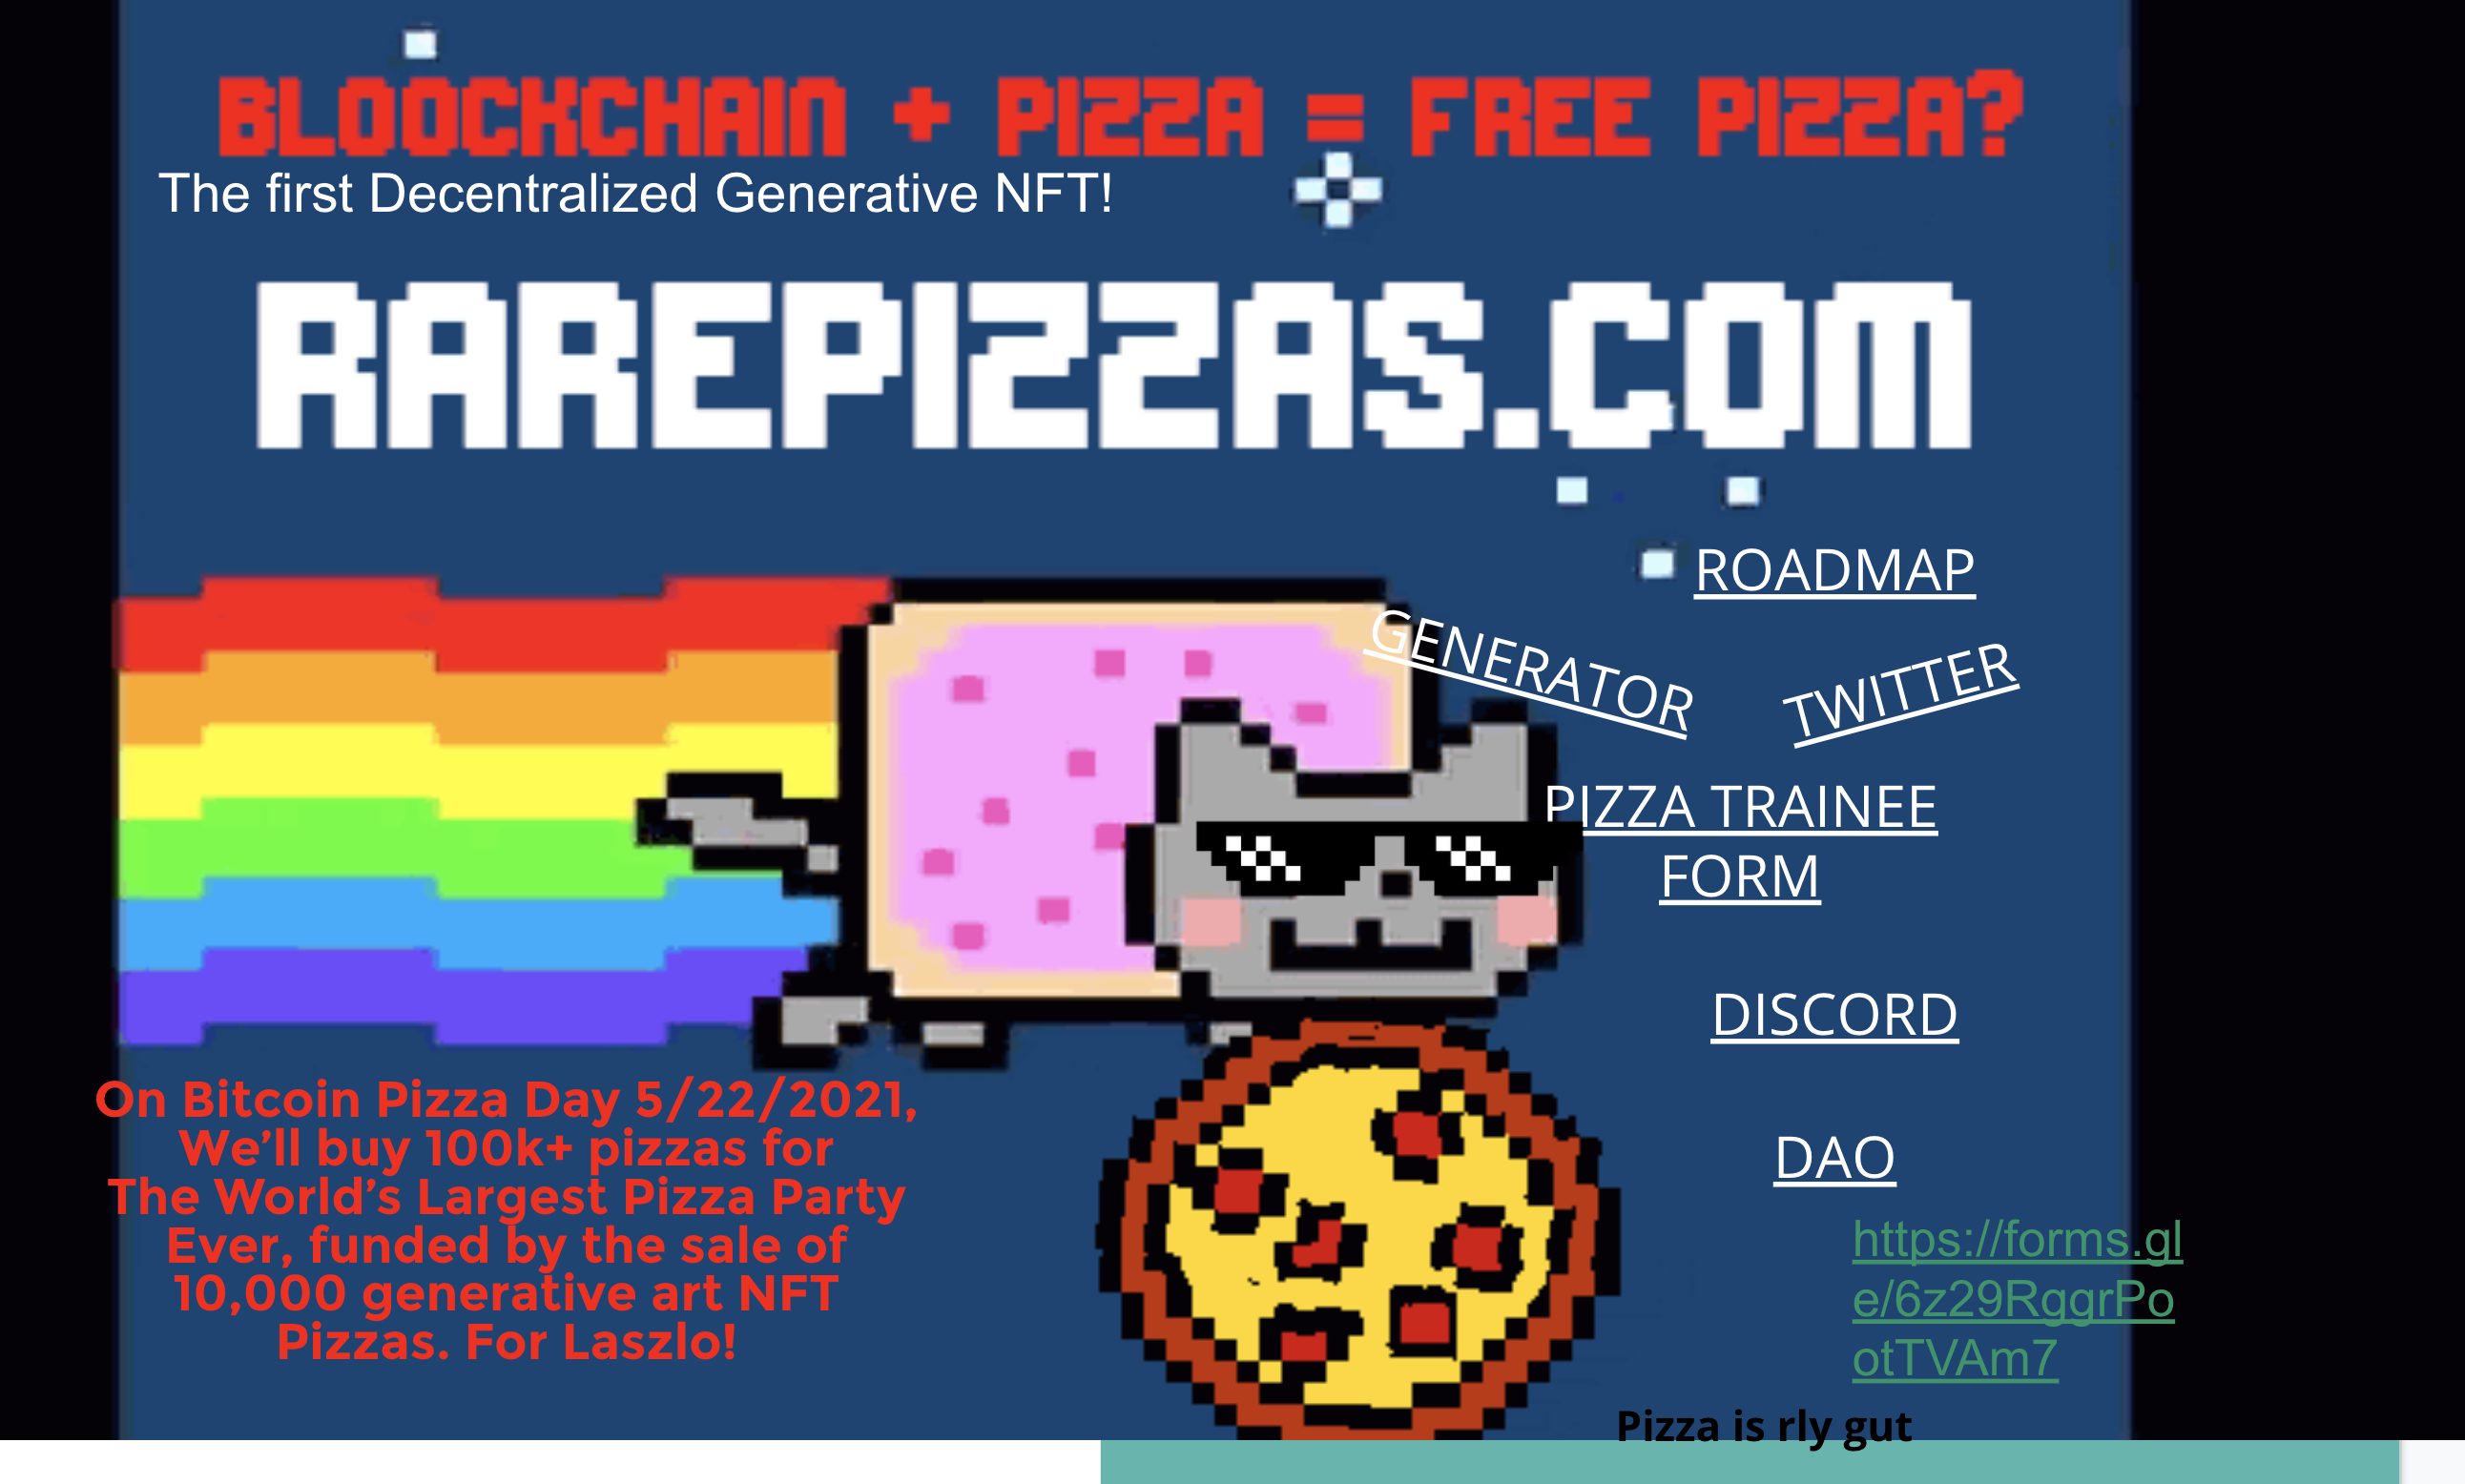 BLOOCKCHAIN + PIZZA = FREE PIZZA?
The first Decentralized Generative NFT!
RAREPIZZAS.COM
ROADMAP
GENERATOR
TWITTER
PIZZA TRAINEE
FORM
DISCORD
DAO
On Bitcoin Pizza Day 5/22/2021,
We’ll buy 100k+ pizzas for
The World’s Largest Pizza Party
Ever, funded by the sale of
10,000 generative art NFT
Pizzas. For Laszlo!
https://forms.gl
e/6z29RggrPo
otTVAm7
Pizza is rly gut